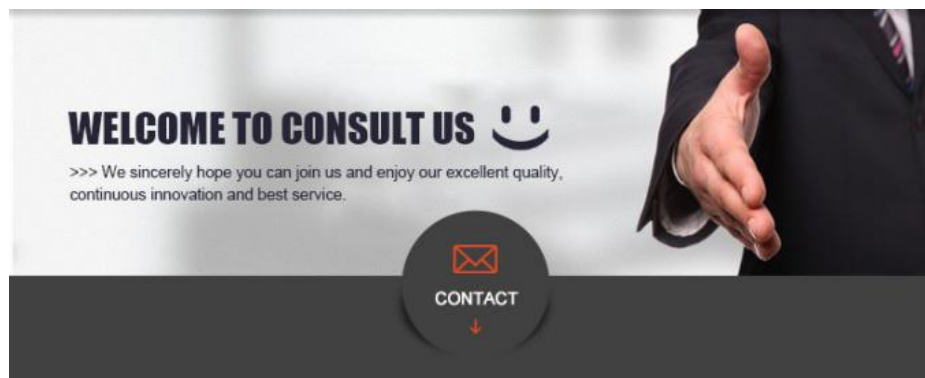 WELCOME TO CONSULT US
>>> We sincerely hope you can join us and enjoy our excellent quality,
continuous innovation and best service.
CONTACT